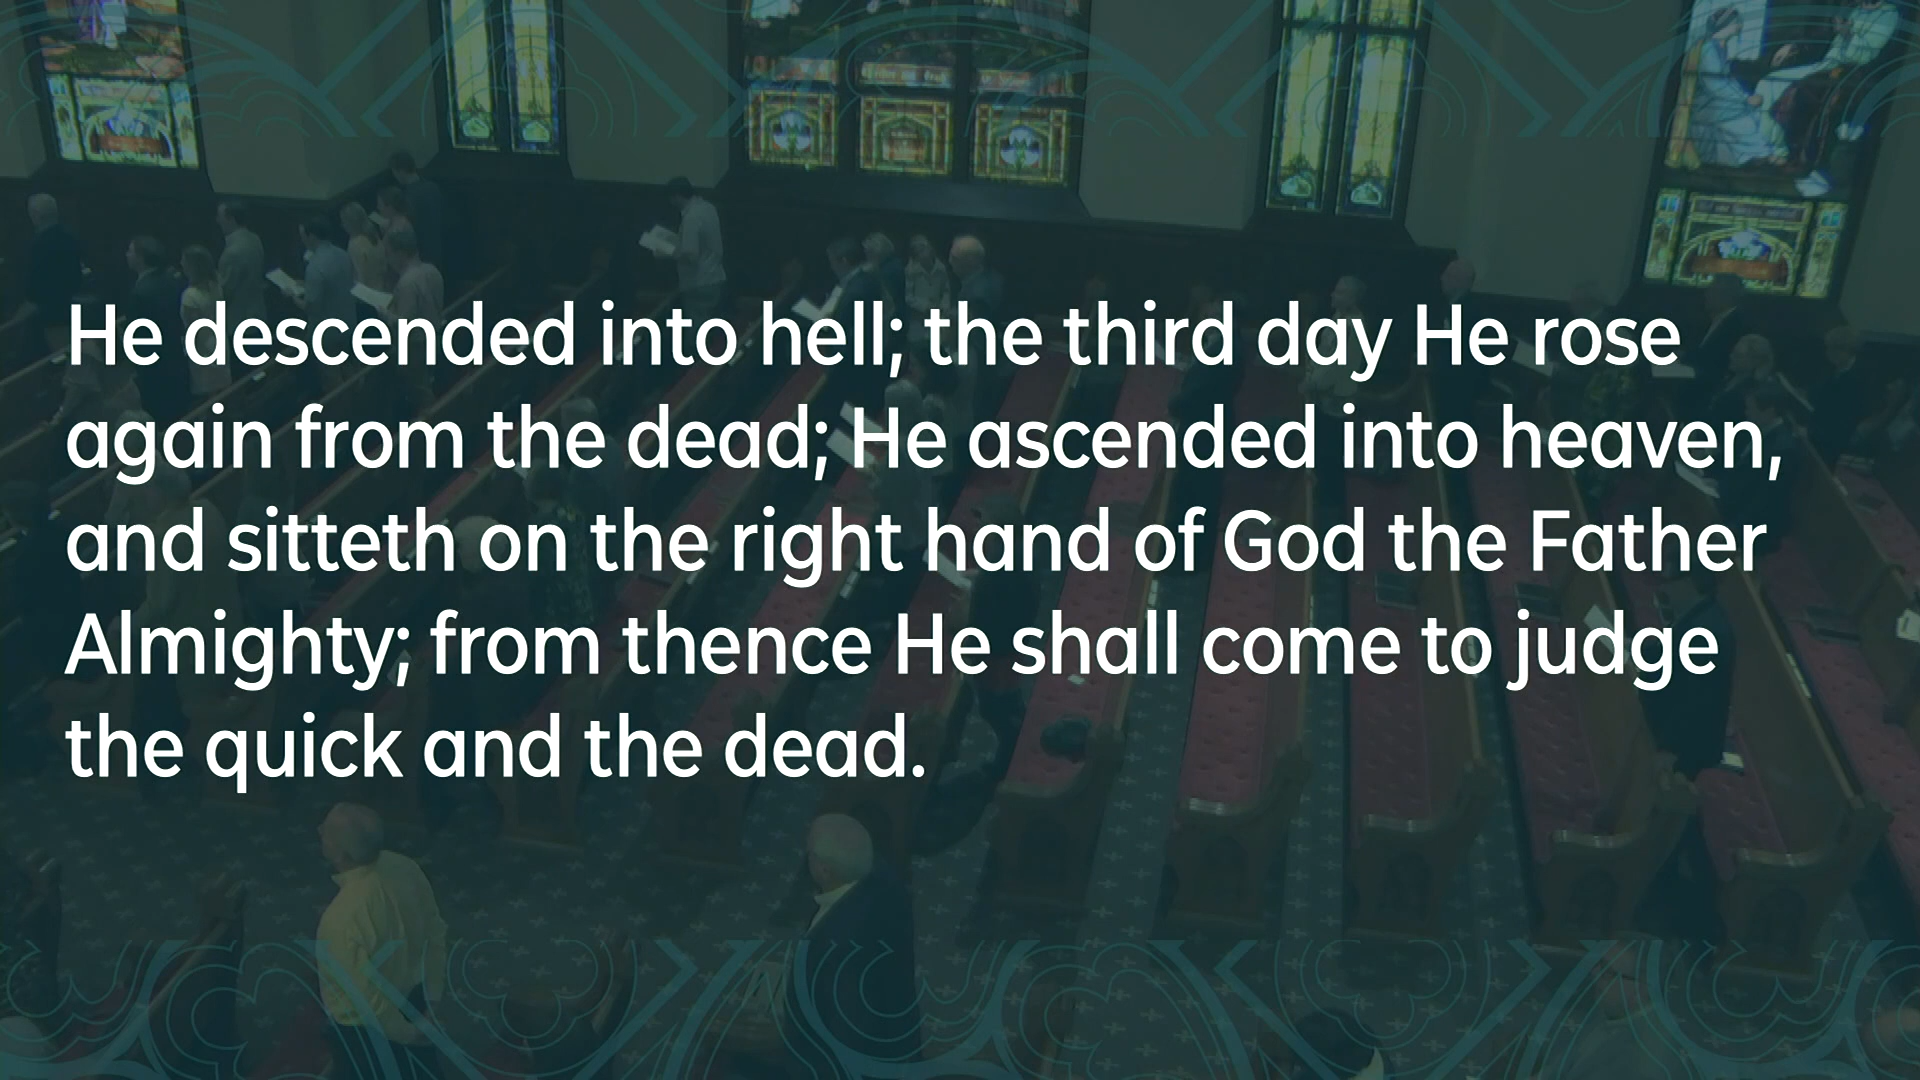 He descended into hell; the third day He rose
again from the dead; He ascended into heaven,
and sitteth on the right hand of God the Father
Almighty; from thence He shall come to judge
the quick and the dead.